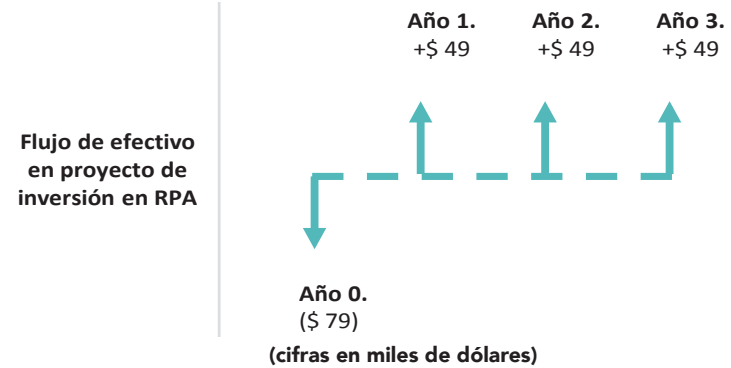 Año 1. Año 2. Año 3.
+$ 49 +$ 49 +$ 49
Flujo de efectivo
en proyecto de
inversión en RPA
Año 0.
($ 79)
(cifras en miles de dólares)